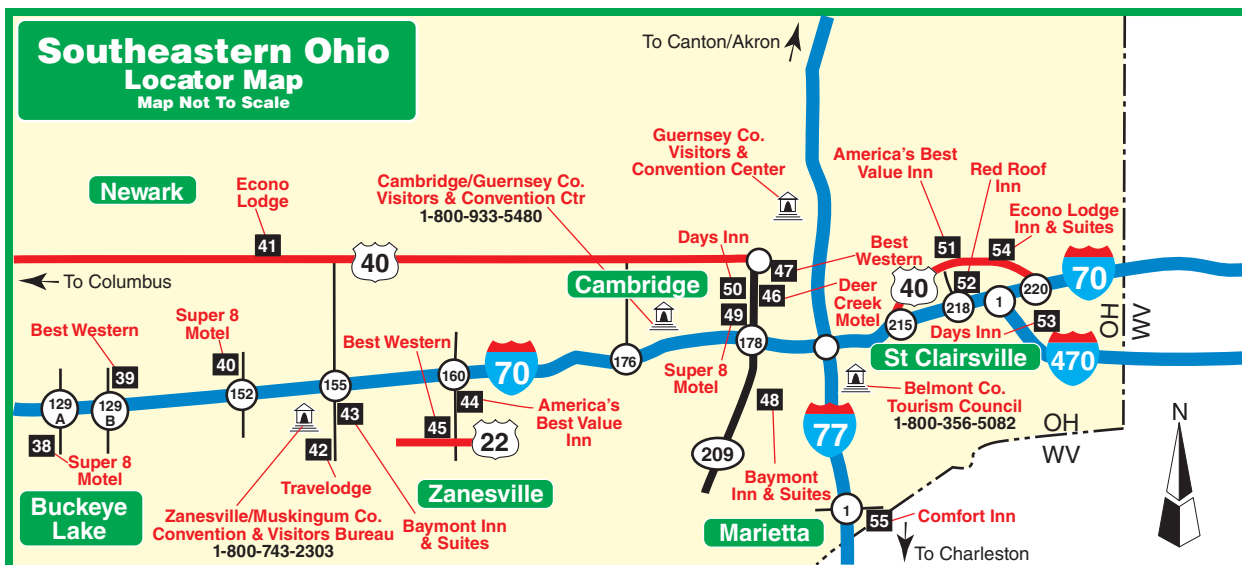 Southeastern Ohio
Locator Map
Map Not To Scale
To Canton/Akron
Newark
Econo
Lodge
41
40
To Columbus
Cambridge/Guernsey Co.
Visitors & Convention Ctr
1-800-933-5480
Guernsey Co.
Visitors &
Convention Center
America's Best
Value Inn
Red Roof
Inn
Econo Lodge
Inn & Suites
51
54
Days Inn
50
47
Best
Western
46
Deer
Creek
Motel
40
52
70
Cambridge
49
215
218
1
220
Days Inn
53
OH
WV
Best Western
39
Super 8
Motel
40
Best Western
178
176
St Clairsville
470
129
A
129
B
152
155
160
70
Super 8
Motel
38
Super 8
Motel
43
42
45
44
America's
Best Value
Inn
22
48
Belmont Co.
Tourism Council
1-800-356-5082
77
OH
WV
N
209
Buckeye
Lake
Travelodge
Zanesville
Baymont
Inn & Suites
Zanesville/Muskingum Co.
Convention & Visitors Bureau
1-800-743-2303
Baymont Inn
& Suites
Marietta
1
55
Comfort Inn
To Charleston